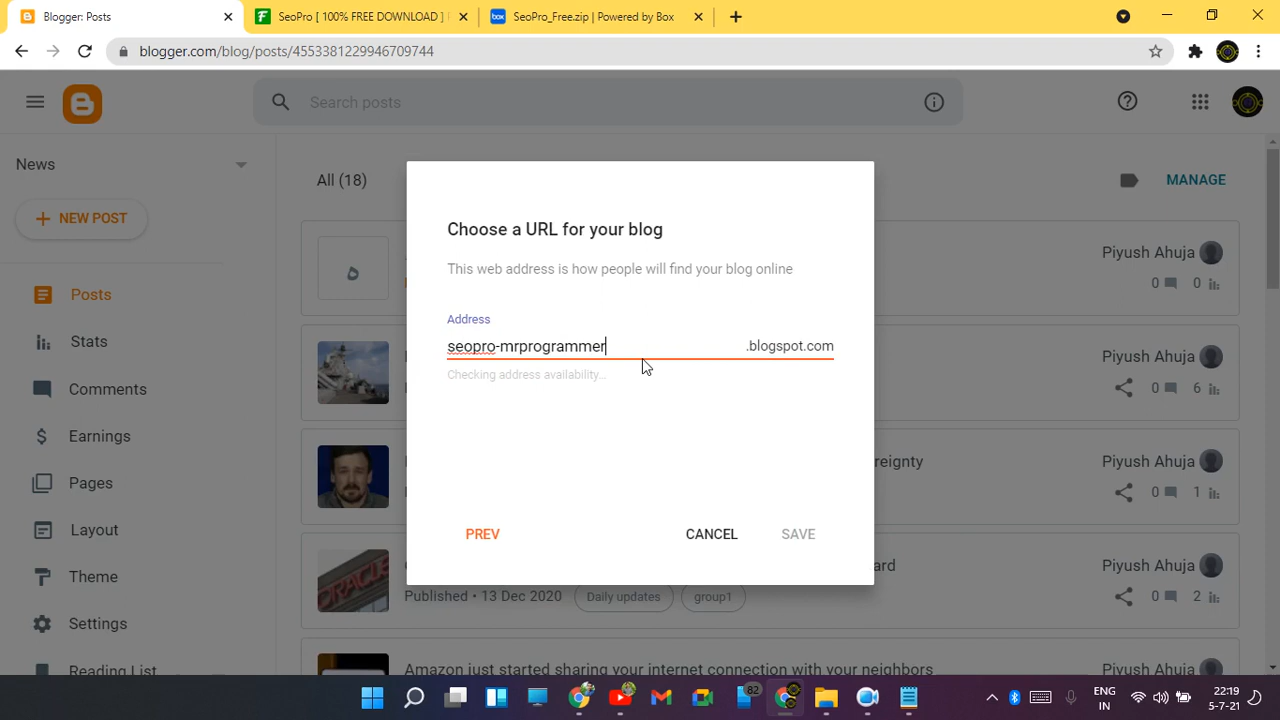 Blogger: Posts
SeoPro [ 100% FREE DOWNLOAD ]
SeoPro_Free.zip | Powered by Box
blogger.com/blog/posts/4553381229946709744
Search posts
News
All (18)
MANAGE
NEW POST
Posts
Stats
Comments
Earnings
Pages
Layout
Theme
Settings
Reading List
Choose a URL for your blog
This web address is how people will find your blog online
Address
seopro-mrprogrammer
.blogspot.com
Checking address availability...
PREV
CANCEL
SAVE
Piyush Ahuja
0
0
Piyush Ahuja
0
6
ereignty
Piyush Ahuja
0
1
ard
Piyush Ahuja
Published • 13 Dec 2020
Daily updates
group1
0
2
Amazon just started sharing your internet connection with your neighbors
82
ENG
IN
22:19
5-7-21